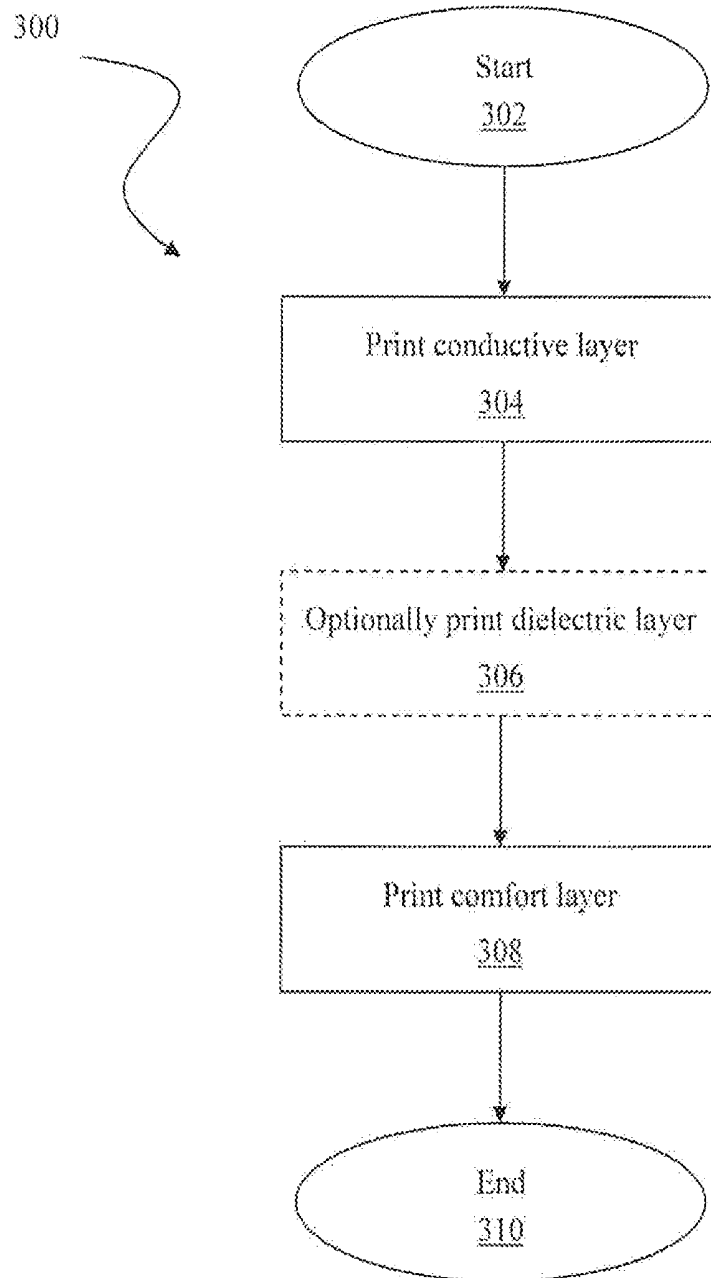 300
Start
302
Print conductive layer
304
Optionally print dielectric layer
306
Print comfort layer
308
End
310